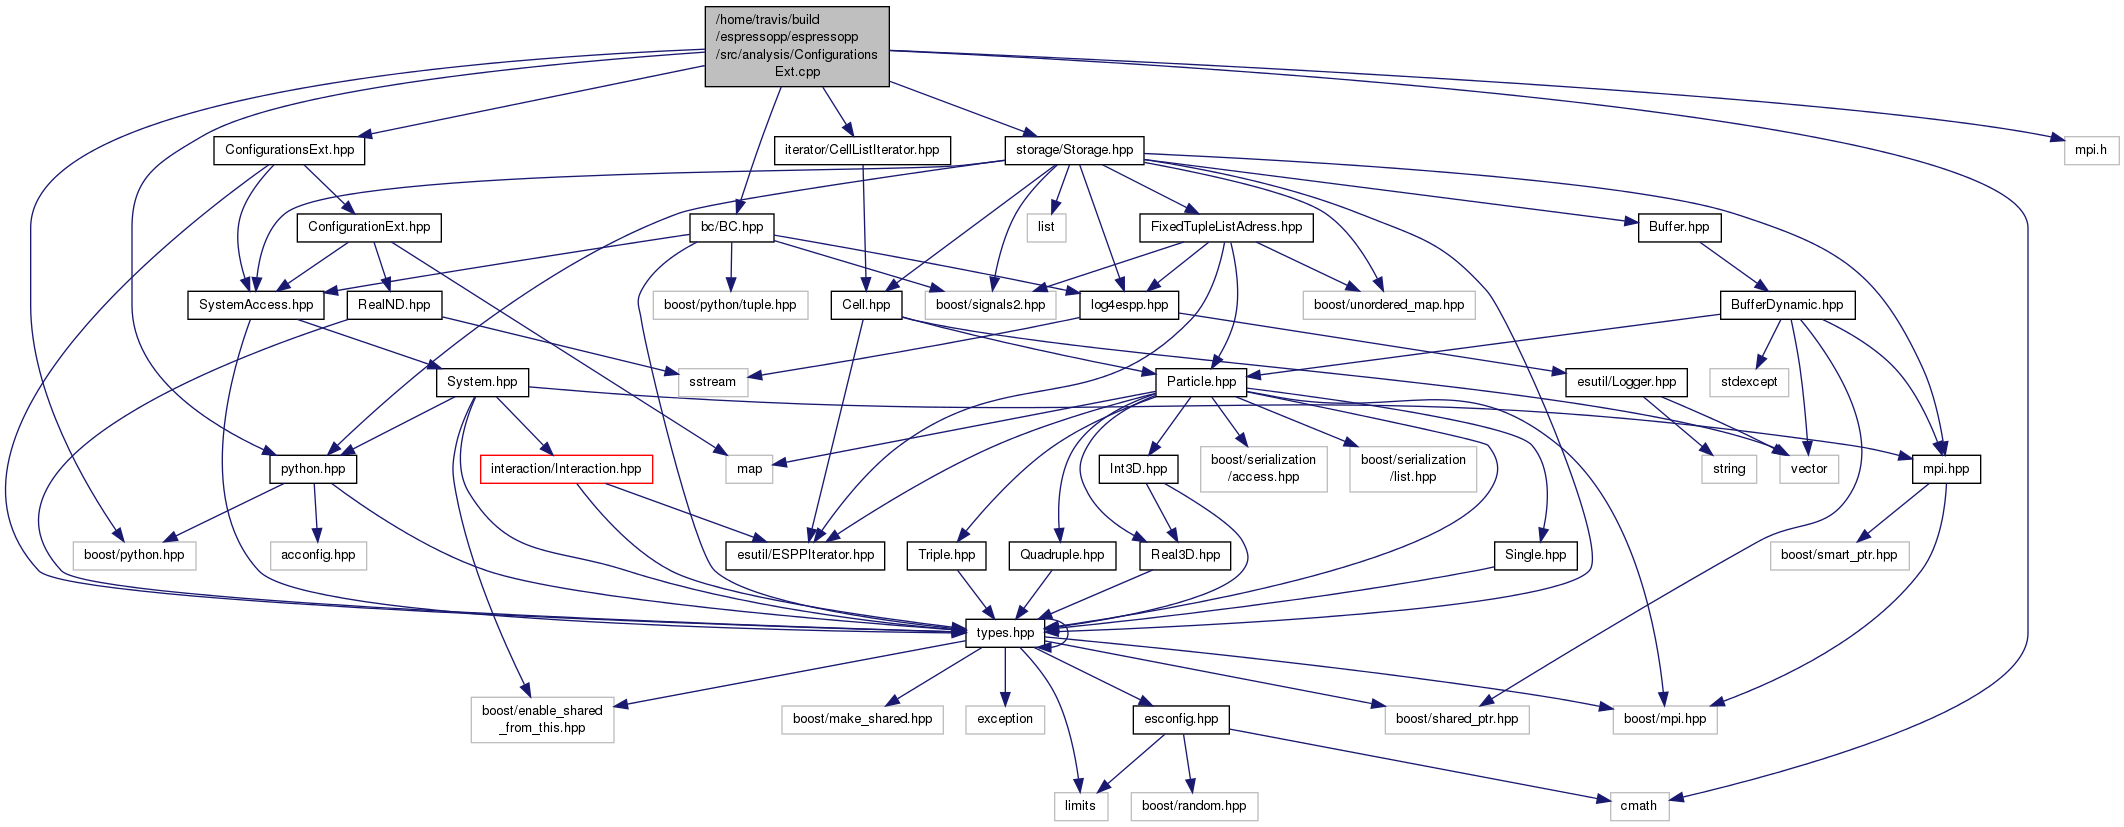 /home/travis/build
/espressopp/espressopp
/src/analysis/Configurations
Ext.cpp
ConfigurationsExt.hpp
iterator/CellListIterator.hpp
storage/Storage.hpp
mpi.h
ConfigurationExt.hpp
bc/BC.hpp
list
FixedTupleListAdress.hpp
Buffer.hpp
SystemAccess.hpp
RealND.hpp
boost/python/tuple.hpp
Cell.hpp
boost/signals2.hpp
log4espp.hpp
boost/unordered_map.hpp
BufferDynamic.hpp
System.hpp
sstream
Particle.hpp
esutil/Logger.hpp
stdexcept
python.hpp
interaction/Interaction.hpp
map
Int3D.hpp
boost/serialization
/access.hpp
boost/serialization
/list.hpp
string
vector
mpi.hpp
boost/python.hpp
acconfig.hpp
esutil/ESPPIterator.hpp
Triple.hpp
Quadruple.hpp
Real3D.hpp
Single.hpp
boost/smart_ptr.hpp
types.hpp
boost/enable_shared
_from_this.hpp
boost/make_shared.hpp
exception
esconfig.hpp
boost/shared_ptr.hpp
boost/mpi.hpp
limits
boost/random.hpp
cmath